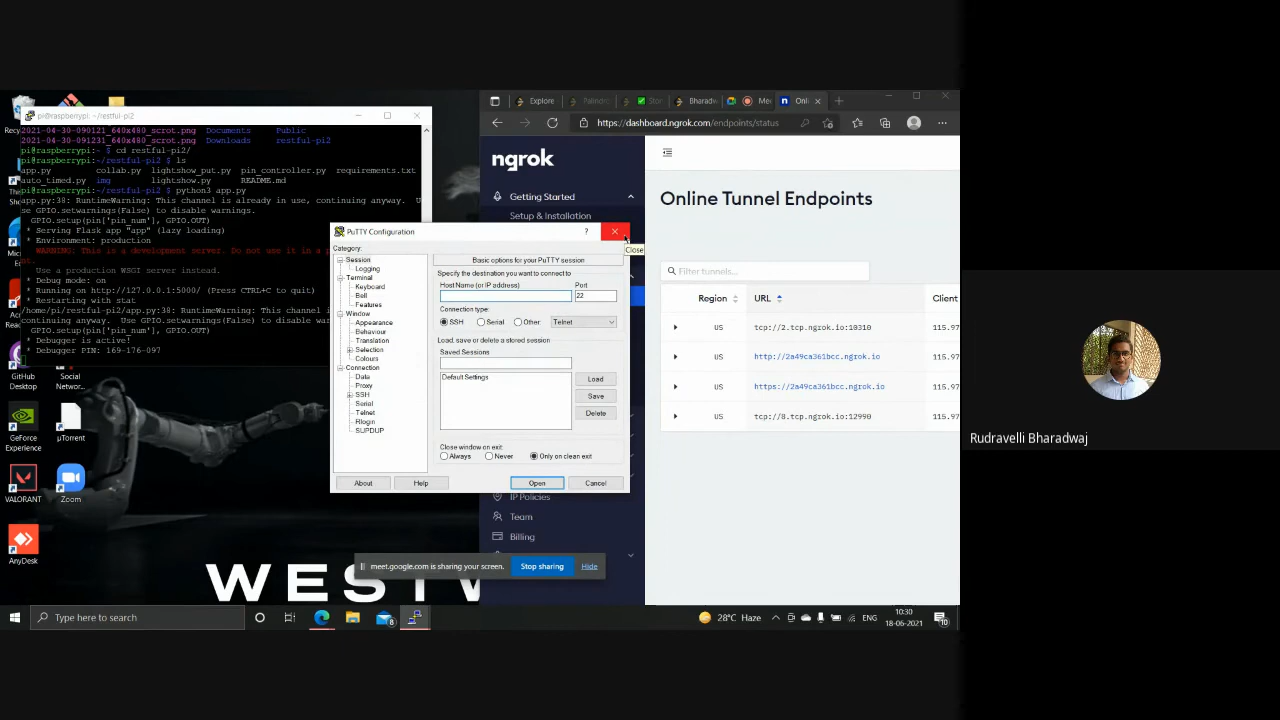 pi@raspberrypi: ~/restful-pi2
2021-04-30-090121_640x480_scrot.png Documents Public
2021-04-30-091231_640x480_scrot.png Downloads restful-pi2
pi@raspberrypi:~ $ cd restful-pi2/
pi@raspberrypi:~/restful-pi2 $ ls
app.py collab.py lightshow_put.py pin_controller.py requirements.txt
auto_timed.py img lightshow.py README.md
pi@raspberrypi:~/restful-pi2 $ python3 app.py
app.py:38: RuntimeWarning: This channel is already in use, continuing anyway. U
se GPIO.setwarnings(False) to disable warnings.
GPIO.setup(pin['pin_num'], GPIO.OUT)
* Serving Flask app "app" (lazy loading)
* Environment: production
WARNING: This is a development server. Do not use it in a p
t.
Use a production WSGI server instead.
* Debug mode: on
* Running on http://127.0.0.1:5000/ (Press CTRL+C to quit)
* Restarting with stat
/home/pi/restful-pi2/app.py:38: RuntimeWarning: This channel i
continuing anyway. Use GPIO.setwarnings(False) to disable warn
GPIO.setup(pin['pin_num'], GPIO.OUT)
* Debugger is active!
* Debugger PIN: 169-176-097
PuTTY Configuration
?
Close
Category:
Session
Logging
Terminal
Keyboard
Bell
Features
Window
Appearance
Behaviour
Translation
Selection
Colours
Connection
Data
Proxy
SSH
Serial
Telnet
Rlogin
SUPDUP
Basic options for your PuTTY session
Specify the destination you want to connect to
Host Name (or IP address) Port
22
Connection type:
SSH Serial Other: Telnet
Load, save or delete a stored session
Saved Sessions
Default Settings
Load
Save
Delete
Close window on exit:
Always Never Only on clean exit
About Help Open Cancel
GitHub
Desktop
Social
Network...
GeForce
Experience
µTorrent
VALORANT
Zoom
AnyDesk
WESTW
meet.google.com is sharing your screen. Stop sharing Hide
Explore
Bharadw
Me
Onli
https://dashboard.ngrok.com/endpoints/status
ngrok
Getting Started
Setup & Installation
IP Policies
Team
Billing
Online Tunnel Endpoints
Filter tunnels...
Region URL Client
US tcp://2.tcp.ngrok.io:10310 115.97
US http://2a49ca361bcc.ngrok.io 115.97
US https://2a49ca361bcc.ngrok.io 115.97
US tcp://8.tcp.ngrok.io:12990 115.97
Type here to search
8
28°C Haze
ENG
10:30
18-06-2021
10
Rudravelli Bharadwaj